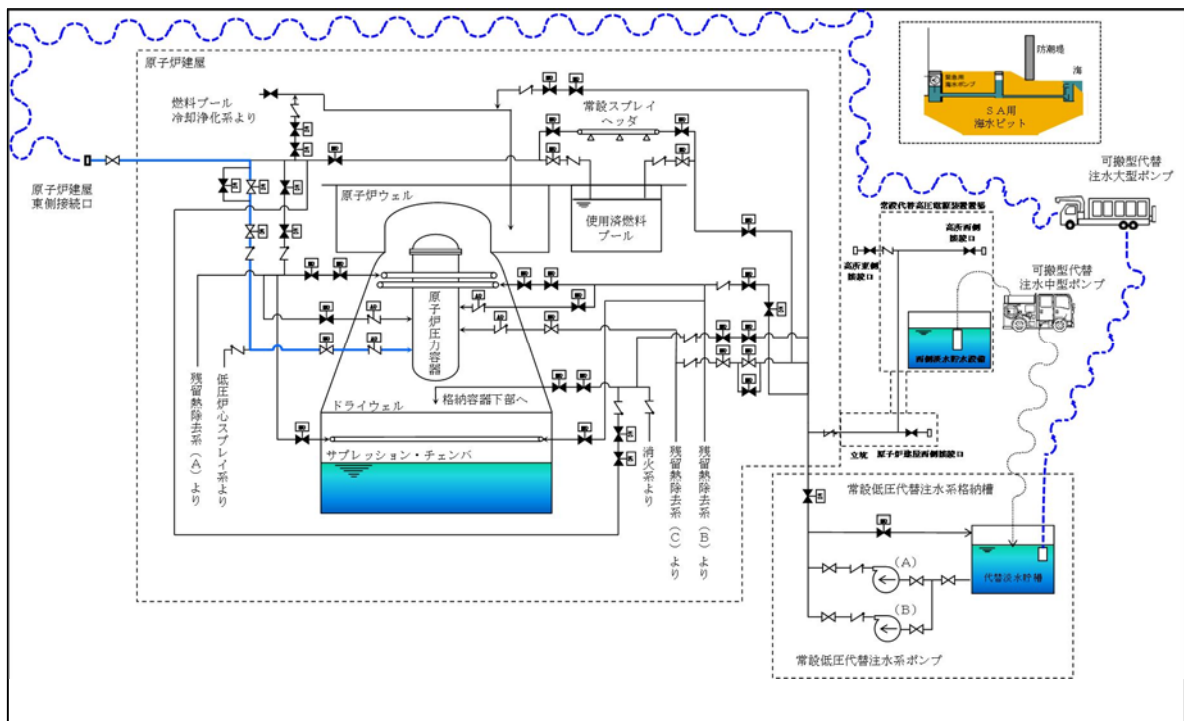 原子炉建屋
燃料プール
冷却浄化系より
常設スプレイ
ヘッダ
防潮堤
海
緊急用
海水ポンプ
SA用
海水ピット
原子炉建屋
東側接続口
原子炉ウェル
使用済燃料
プール
可搬型代替
注水大型ポンプ
常設代替高圧電源装置置場
高所西側
接続口
高所東側
接続口
可搬型代替
注水中型ポンプ
西側淡水貯水設備
原子炉圧力容器
残留熱除去系(A)より
低圧炉心スプレイ系より
ドライウェル
格納容器下部へ
サプレッション・チェンバ
消火系より
残留熱除去系(C)より
残留熱除去系(B)より
立坑
原子炉建屋西側接続口
常設低圧代替注水系格納槽
(A)
代替淡水貯槽
(B)
常設低圧代替注水系ポンプ